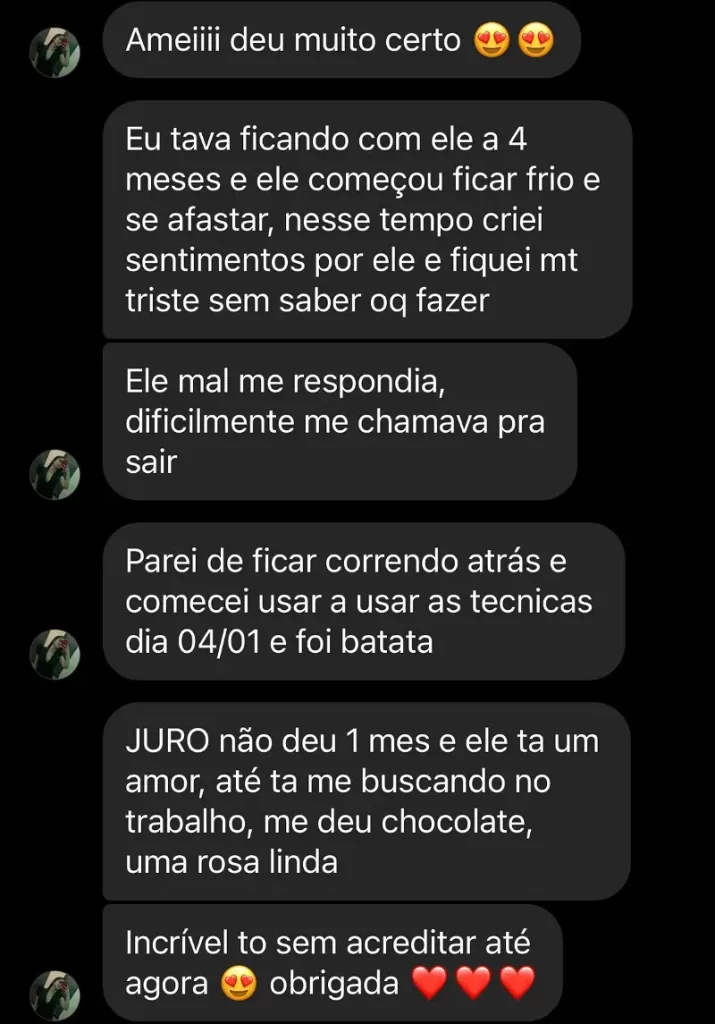 Ameiiii deu muito certo 😍😍
Eu tava ficando com ele a 4
meses e ele começou ficar frio e
se afastar, nesse tempo criei
sentimentos por ele e fiquei mt
triste sem saber oq fazer
Ele mal me respondia,
dificilmente me chamava pra
sair
Parei de ficar correndo atrás e
comecei usar a usar as tecnicas
dia 04/01 e foi batata
JURO não deu 1 mes e ele ta um
amor, até ta me buscando no
trabalho, me deu chocolate,
uma rosa linda
Incrível to sem acreditar até
agora 😍 obrigada ❤️❤️❤️